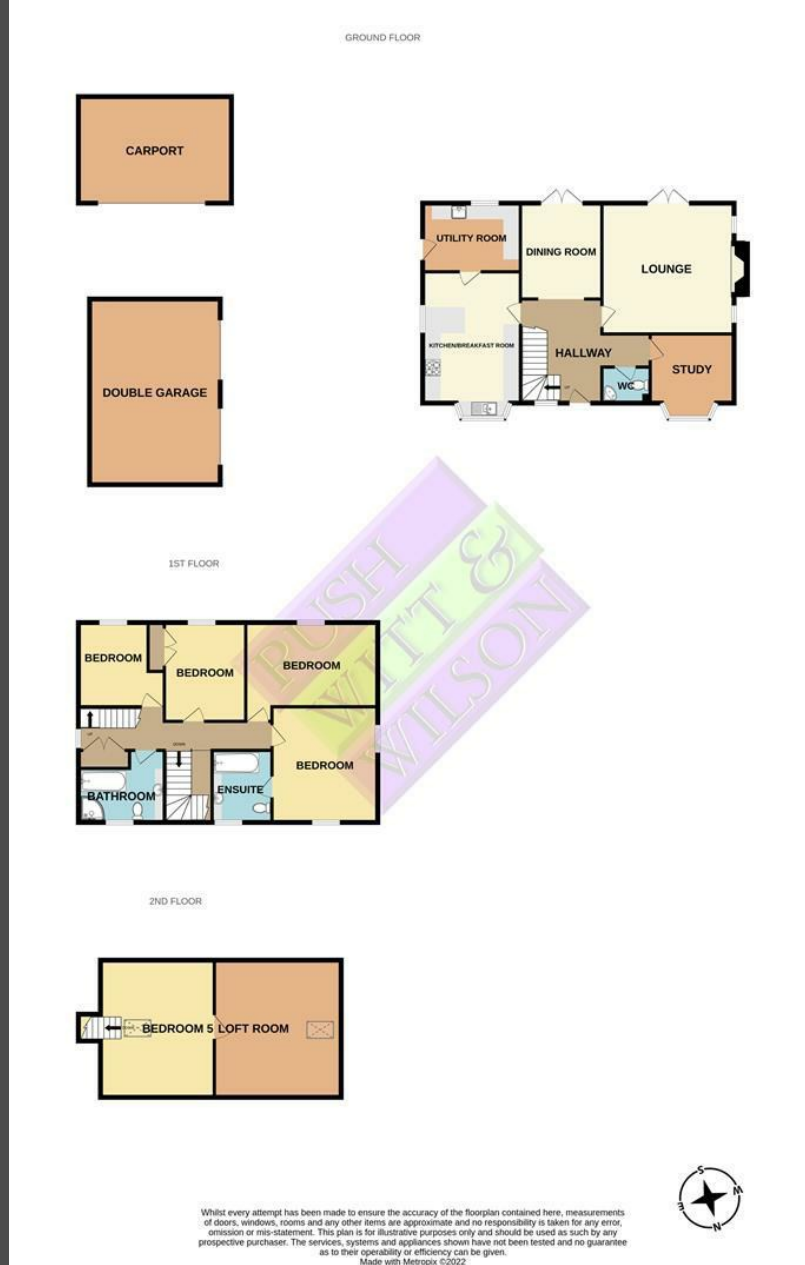 GROUND FLOOR
CARPORT
UTILITY ROOM
DINING ROOM
LOUNGE
KITCHEN/BREAKFAST ROOM
HALLWAY
STUDY
WC
UP
DOUBLE GARAGE
1ST FLOOR
RUSH
WITT &
WILSON
BEDROOM
BEDROOM
BEDROOM
UP
DOWN
BEDROOM
ENSUITE
BATHROOM
2ND FLOOR
BEDROOM 5
LOFT ROOM
S
W
E
N
Whilst every attempt has been made to ensure the accuracy of the floorplan contained here, measurements
of doors, windows, rooms and any other items are approximate and no responsibility is taken for any error,
omission or mis-statement. This plan is for illustrative purposes only and should be used as such by any
prospective purchaser. The services, systems and appliances shown have not been tested and no guarantee
as to their operability or efficiency can be given.
Made with Metropix ©2022